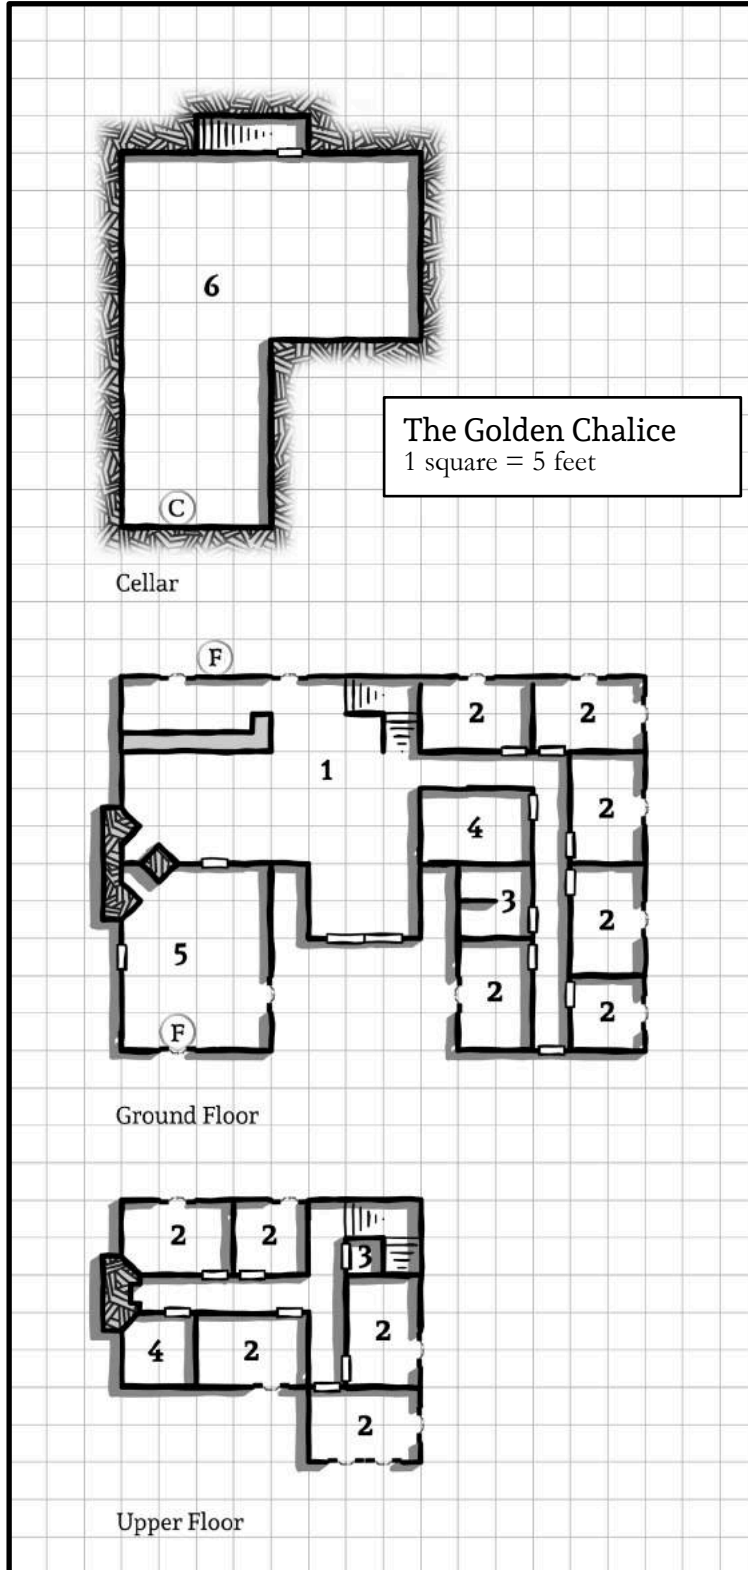 6
The Golden Chalice
1 square = 5 feet
C
Cellar
F
2
2
1
2
4
3
2
5
2
2
F
Ground Floor
2
2
3
2
4
2
2
Upper Floor